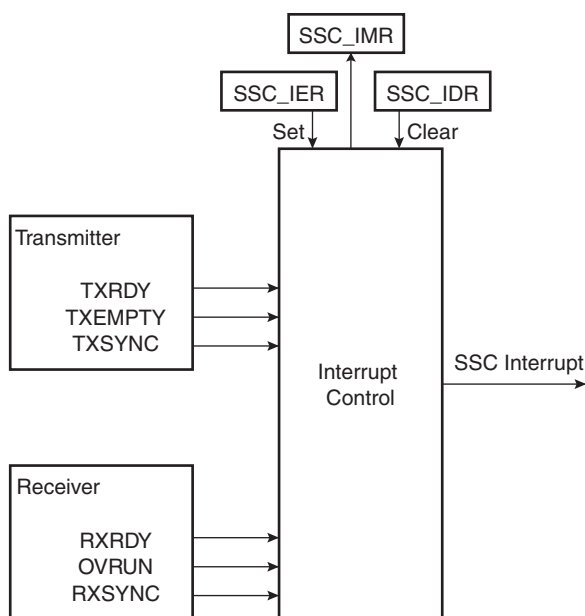 SSC_IMR
SSC_IER
SSC_IDR
Set
Clear
Transmitter
TXRDY
TXEMPTY
TXSYNC
Interrupt
Control
SSC Interrupt
Receiver
RXRDY
OVRUN
RXSYNC